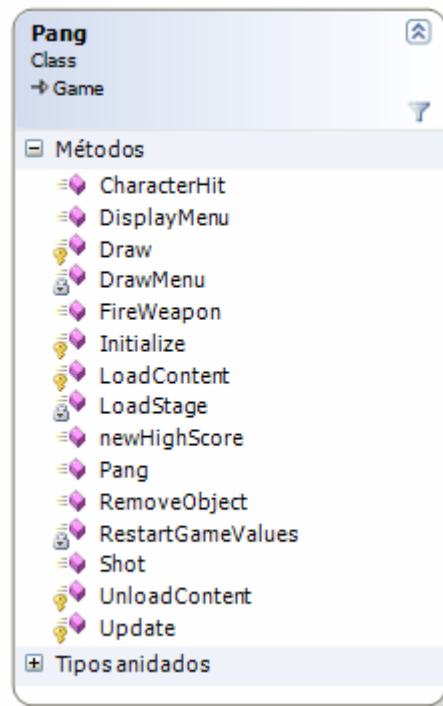 Pang
Class
Game
Métodos
CharacterHit
DisplayMenu
Draw
DrawMenu
FireWeapon
Initialize
LoadContent
LoadStage
newHighScore
Pang
RemoveObject
RestartGameValues
Shot
UnloadContent
Update
Tipos anidados